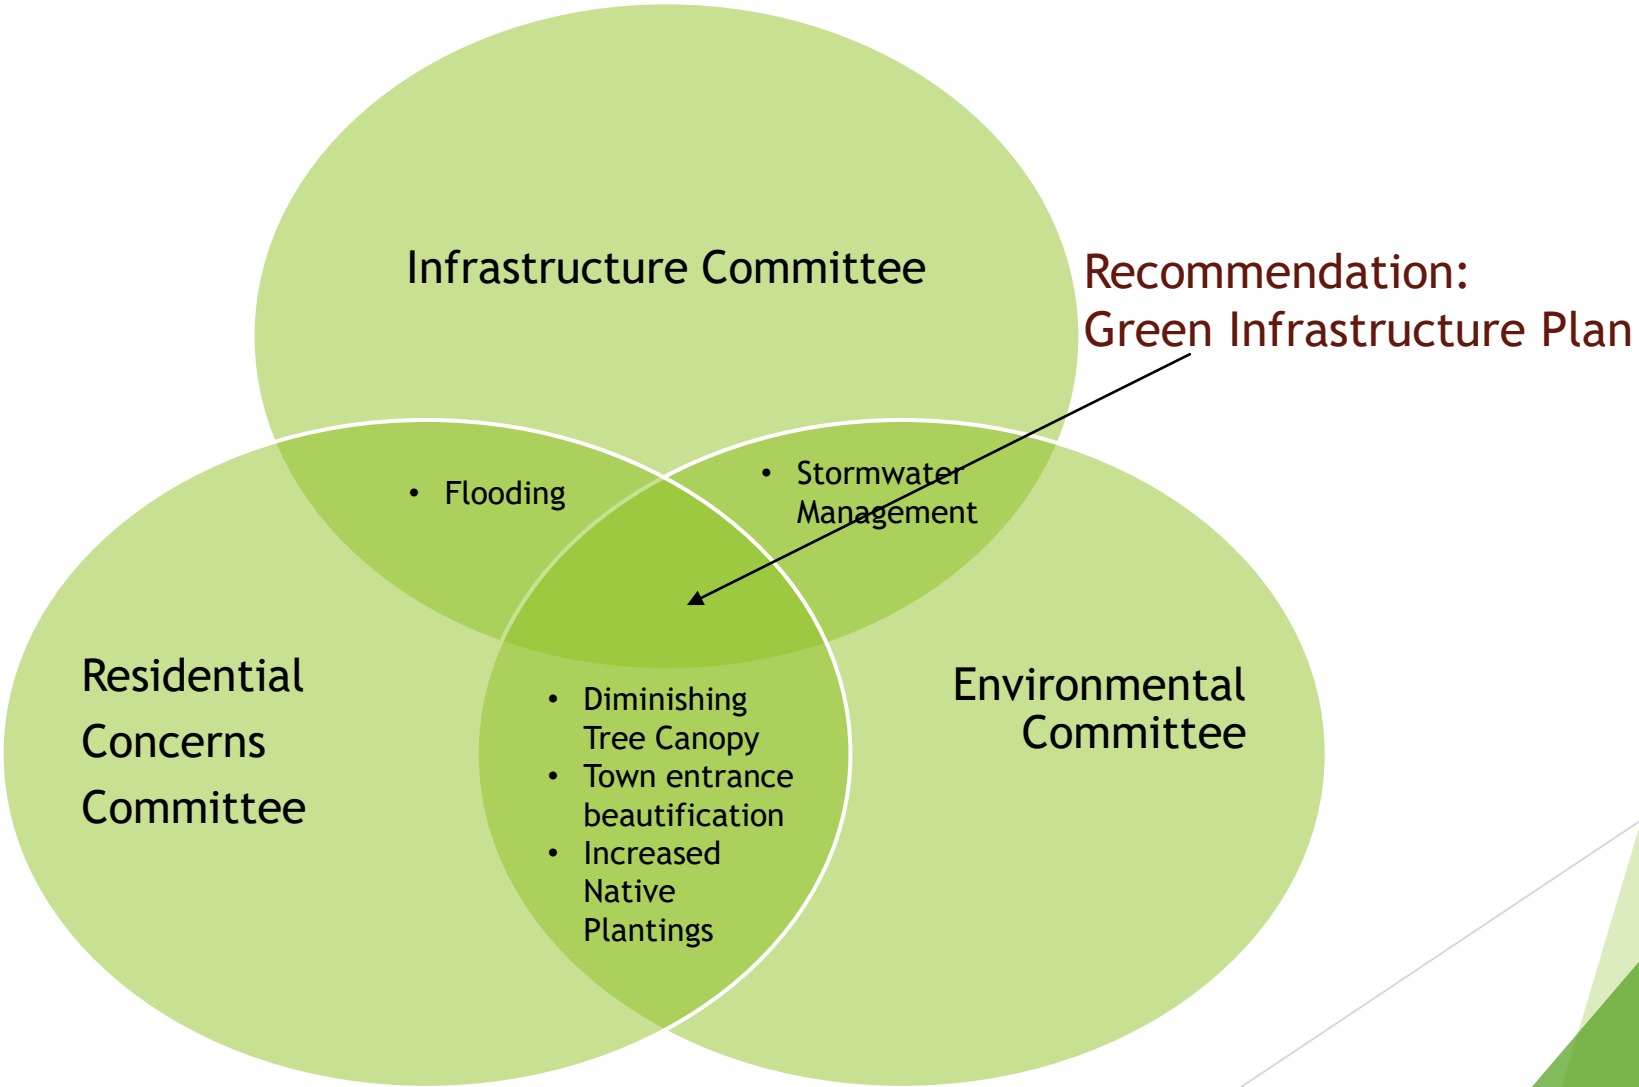 Infrastructure Committee
Recommendation:
Green Infrastructure Plan
• Flooding
• Stormwater
Management
Residential
Concerns
Committee
• Diminishing
Tree Canopy
• Town entrance
beautification
• Increased
Native
Plantings
Environmental
Committee